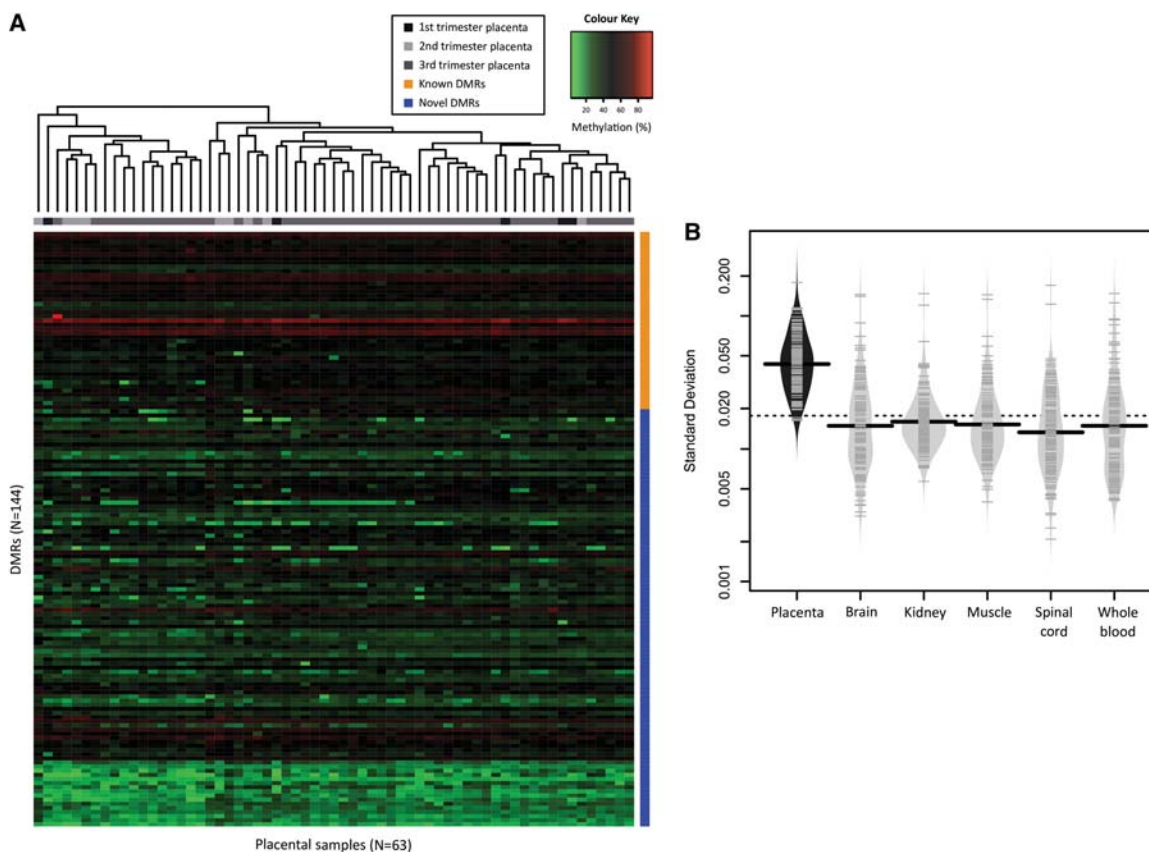 A
1st trimester placenta
2nd trimester placenta
3rd trimester placenta
Known DMRs
Novel DMRs
Colour Key
20 40 60 80
Methylation (%)
DMRs (N=144)
Placental samples (N=63)
B
Standard Deviation
0.200
0.050
0.020
0.005
0.001
Placenta Brain Kidney Muscle Spinal cord Whole blood